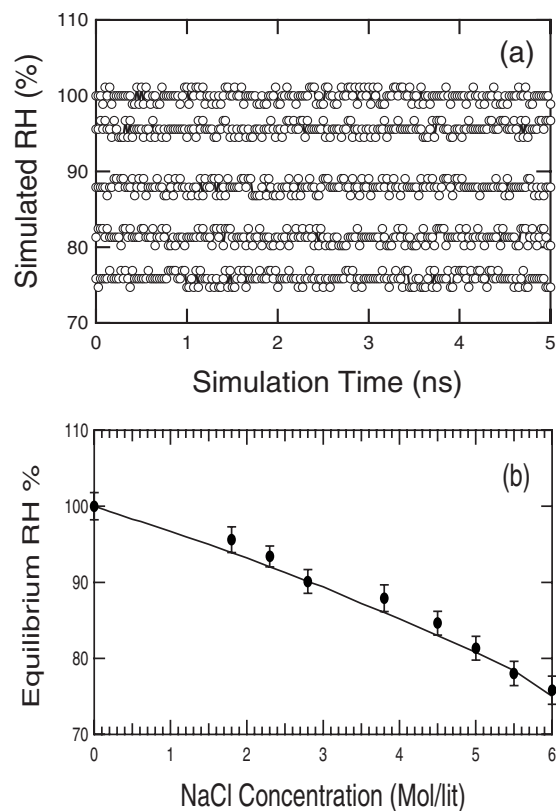 110
(a)
100
90
80
70
Simulated RH (%)
0 1 2 3 4 5
Simulation Time (ns)
110
(b)
100
90
80
70
Equilibrium RH %
0 1 2 3 4 5 6
NaCl Concentration (Mol/lit)